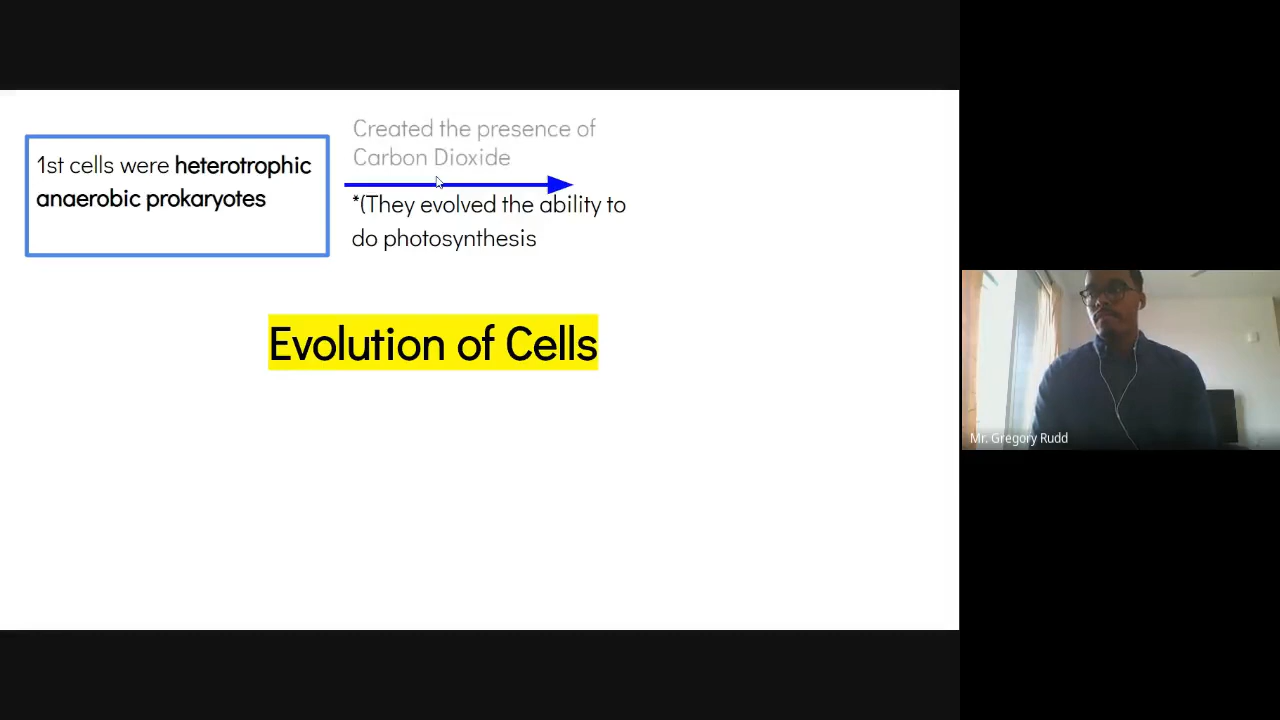 1st cells were heterotrophic
anaerobic prokaryotes
Created the presence of
Carbon Dioxide
*(They evolved the ability to
do photosynthesis
Evolution of Cells
Mr. Gregory Rudd